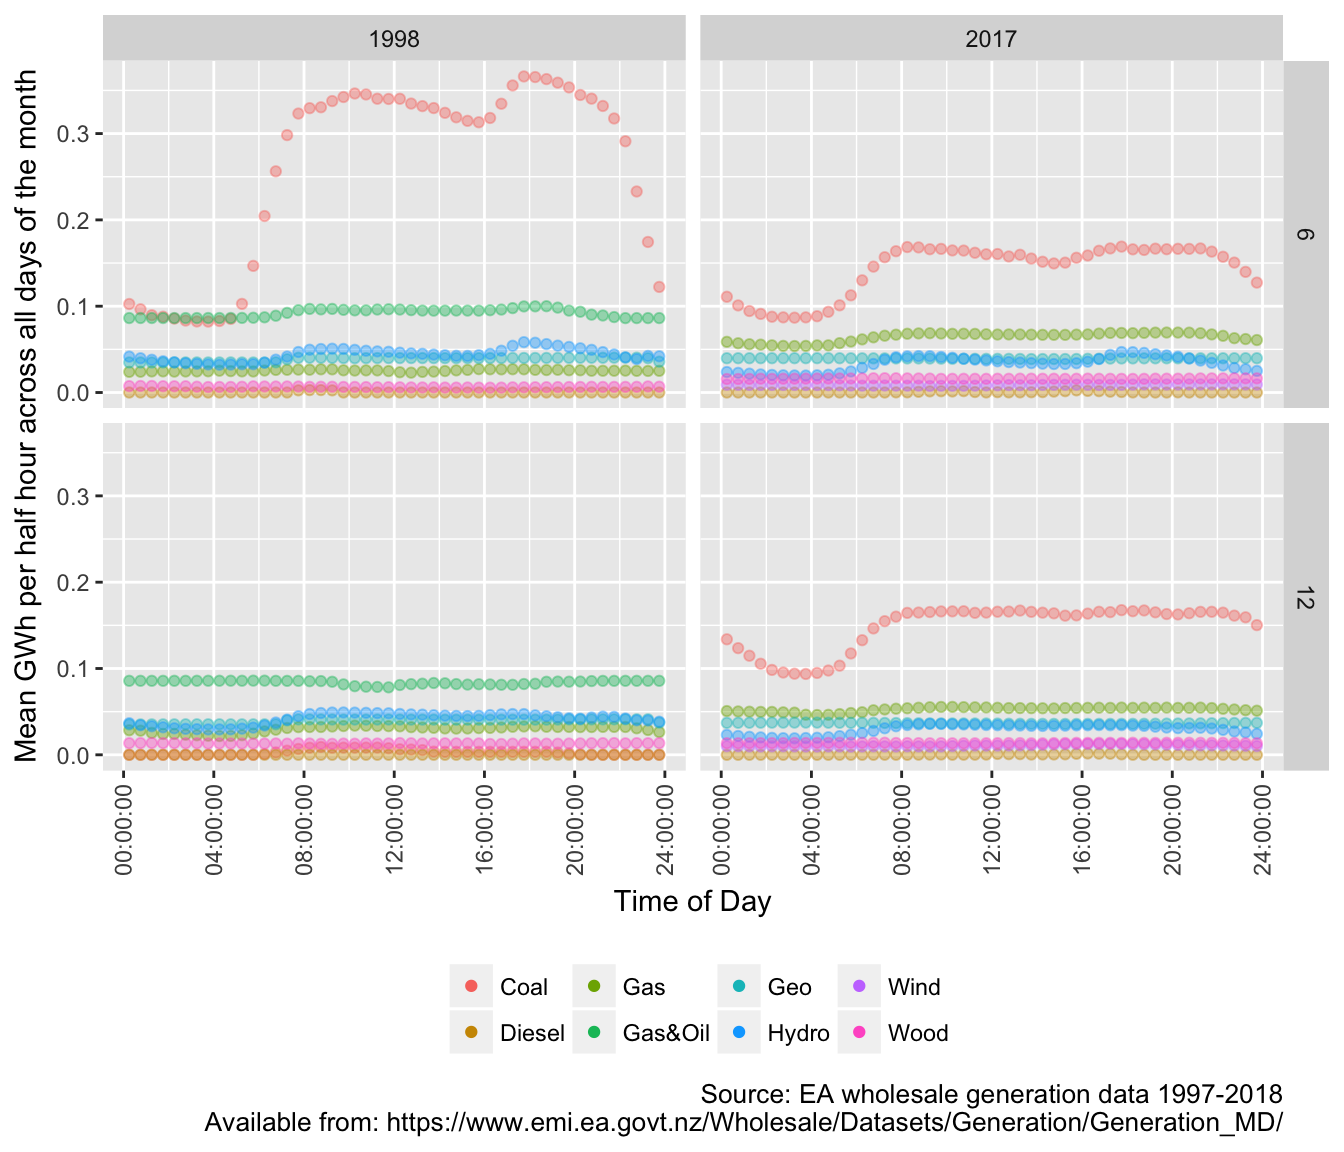 1998
2017
Mean GWh per half hour across all days of the month
0.3
0.2
0.1
0.0
6
0.3
0.2
0.1
0.0
12
00:00:00
04:00:00
08:00:00
12:00:00
16:00:00
20:00:00
24:00:00
00:00:00
04:00:00
08:00:00
12:00:00
16:00:00
20:00:00
24:00:00
Time of Day
Coal
Gas
Geo
Wind
Diesel
Gas&Oil
Hydro
Wood
Source: EA wholesale generation data 1997-2018
Available from: https://www.emi.ea.govt.nz/Wholesale/Datasets/Generation/Generation_MD/